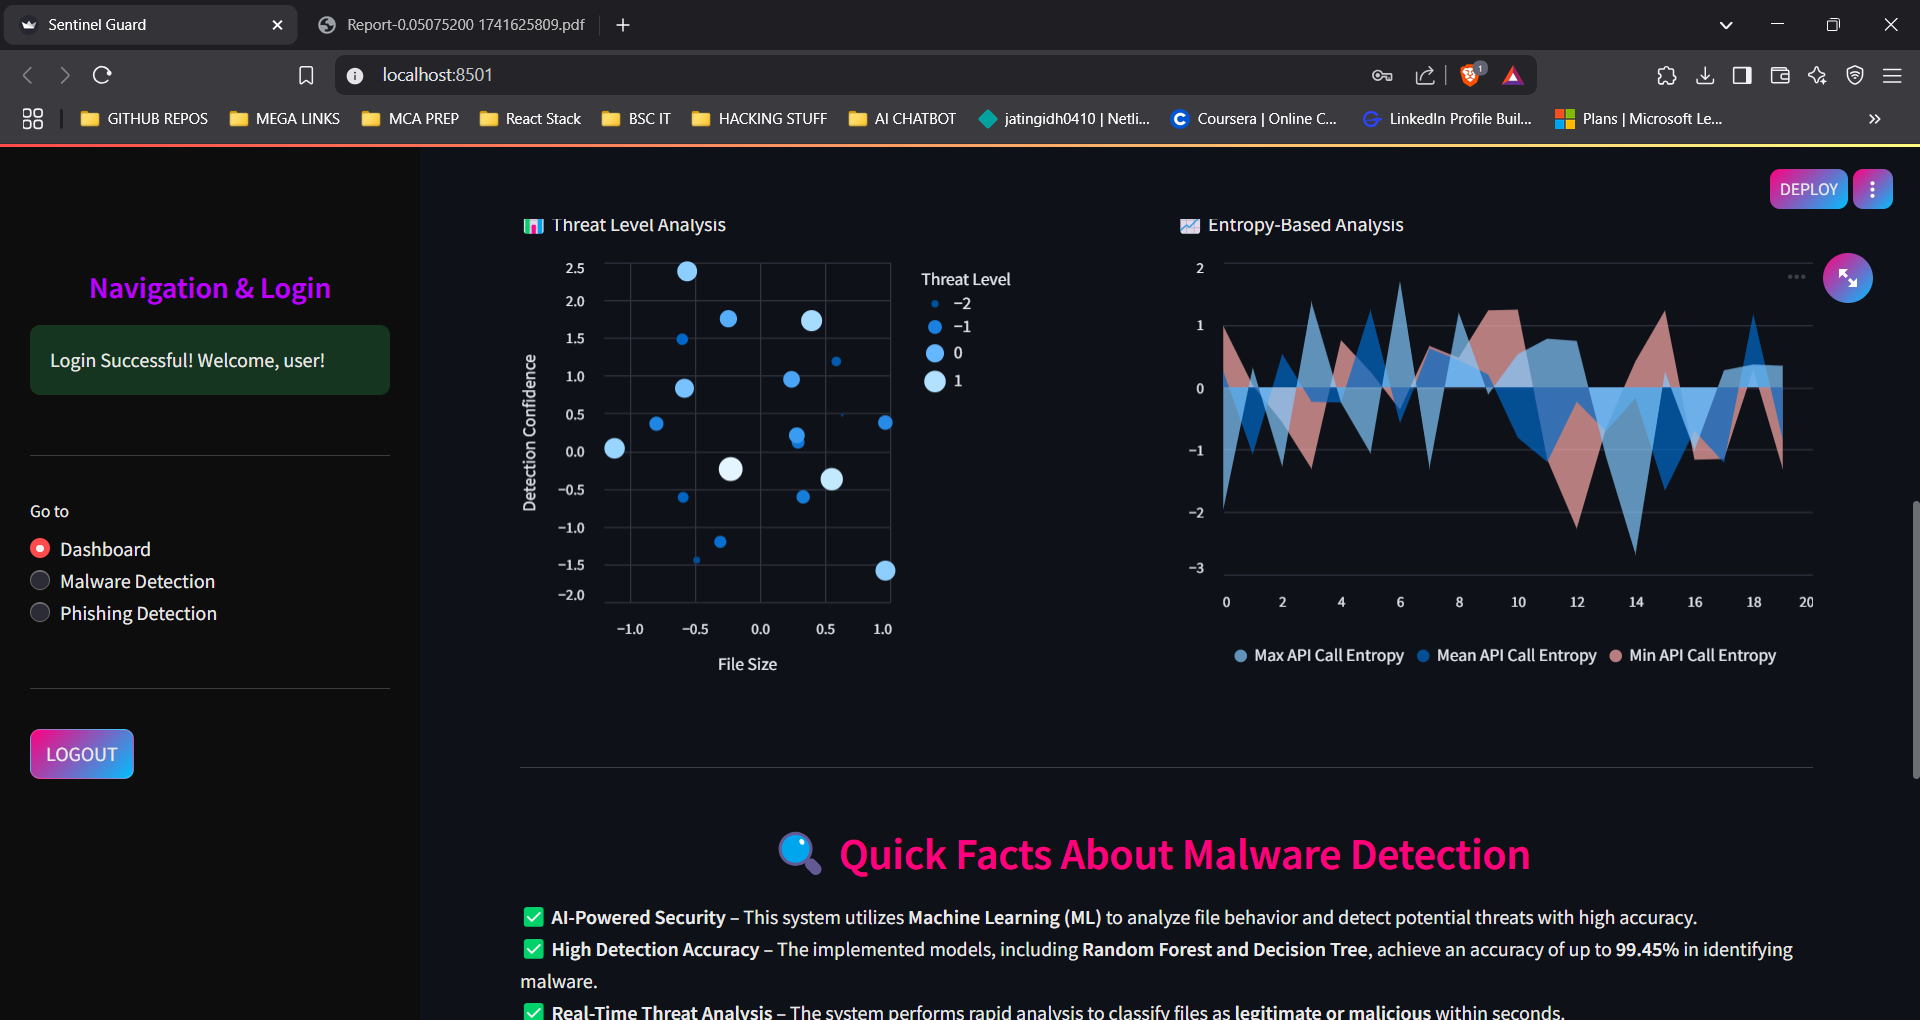 Sentinel Guard
Report-0.05075200 1741625809.pdf
localhost:8501
1
GITHUB REPOS
MEGA LINKS
MCA PREP
React Stack
BSC IT
HACKING STUFF
AI CHATBOT
jatingidh0410 | Netli...
Coursera | Online C...
LinkedIn Profile Buil...
Plans | Microsoft Le...
DEPLOY
Navigation & Login
Login Successful! Welcome, user!
Go to
Dashboard
Malware Detection
Phishing Detection
LOGOUT
Threat Level Analysis
2.5
2.0
1.5
1.0
0.5
0.0
−0.5
−1.0
−1.5
−2.0
Detection Confidence
−1.0 −0.5 0.0 0.5 1.0
File Size
Threat Level
−2
−1
0
1
Entropy-Based Analysis
2
1
0
−1
−2
−3
0 2 4 6 8 10 12 14 16 18 20
Max API Call Entropy Mean API Call Entropy Min API Call Entropy
Quick Facts About Malware Detection
AI-Powered Security – This system utilizes Machine Learning (ML) to analyze file behavior and detect potential threats with high accuracy.
High Detection Accuracy – The implemented models, including Random Forest and Decision Tree, achieve an accuracy of up to 99.45% in identifying
malware.
Real-Time Threat Analysis – The system performs rapid analysis to classify files as legitimate or malicious within seconds.